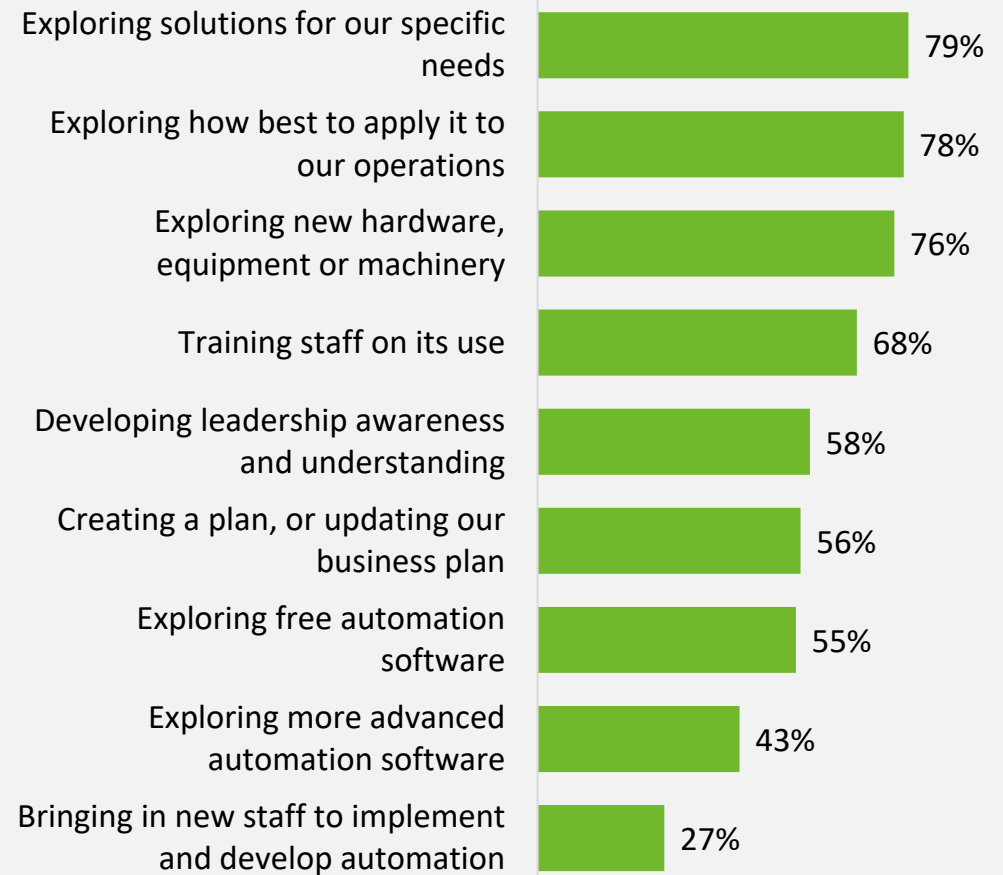 Exploring solutions for our specific
needs
79%
Exploring how best to apply it to
our operations
78%
Exploring new hardware,
equipment or machinery
76%
Training staff on its use
68%
Developing leadership awareness
and understanding
58%
Creating a plan, or updating our
business plan
56%
Exploring free automation
software
55%
Exploring more advanced
automation software
43%
Bringing in new staff to implement
and develop automation
27%